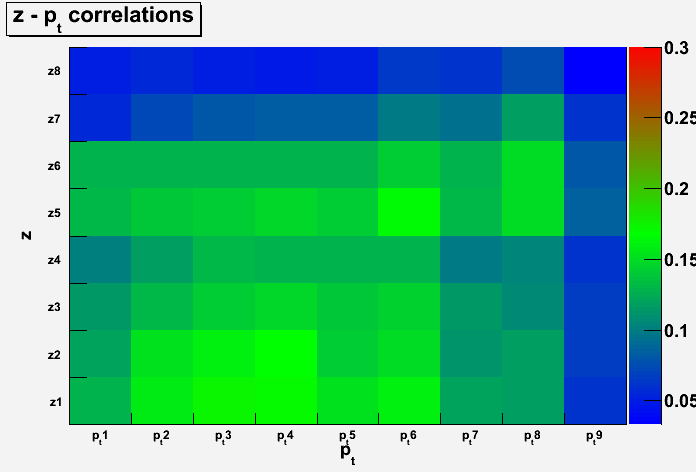 z - pt correlations
z8
z7
z6
z5
z4
z3
z2
z1
z
pt1 pt2 pt3 pt4 pt5 pt6 pt7 pt8 pt9
pt
0.3
0.25
0.2
0.15
0.1
0.05